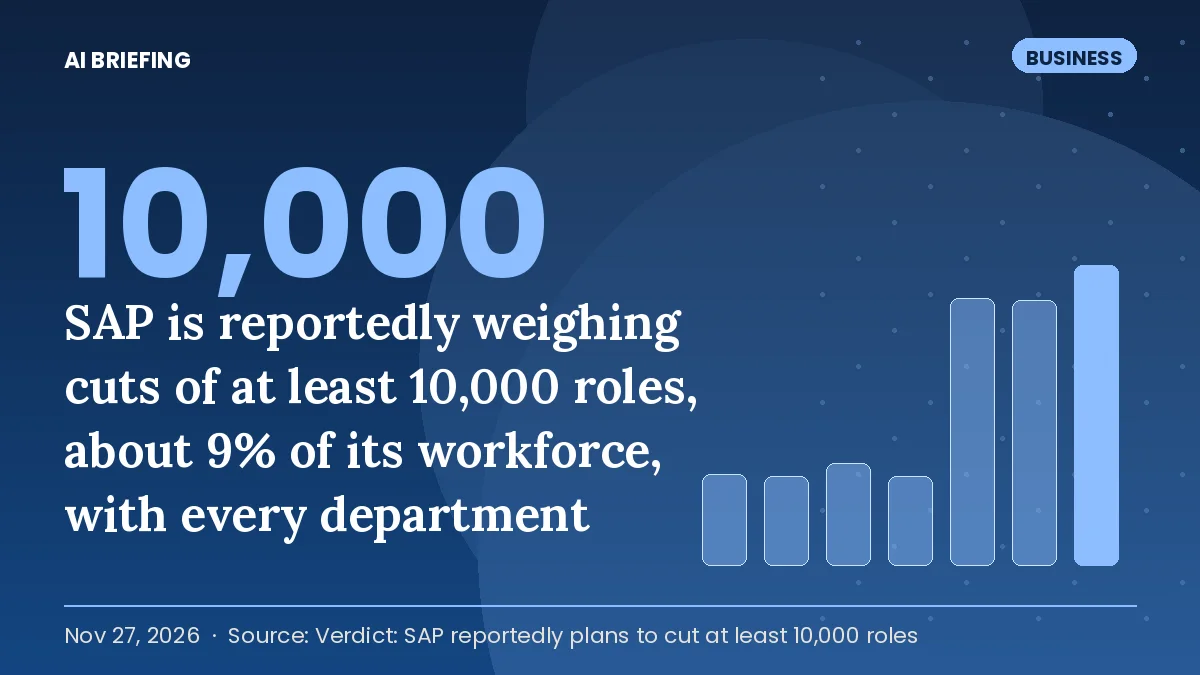 AI BRIEFING
BUSINESS
10,000
SAP is reportedly weighing
cuts of at least 10,000 roles,
about 9% of its workforce,
with every department
Nov 27, 2026 · Source: Verdict: SAP reportedly plans to cut at least 10,000 roles